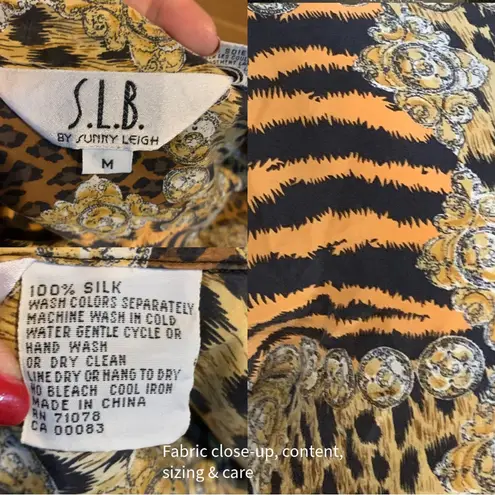 S.L.B.
BY SUNNY LEIGH
M
100% SILK
WASH COLORS SEPARATELY
MACHINE WASH IN COLD
WATER GENTLE CYCLE OR
HAND WASH
OR DRY CLEAN
LINE DRY OR HANG TO DRY
NO BLEACH COOL IRON
MADE IN CHINA
RN 71078
CA 00083
Fabric close-up, content,
sizing & care